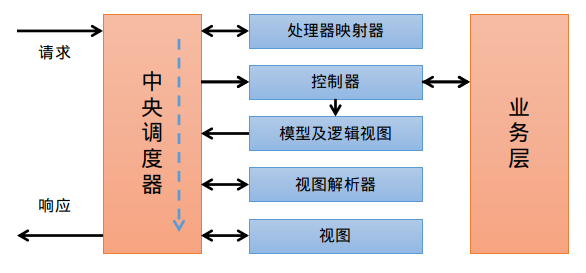 请求
响应
中央调度器
处理器映射器
控制器
模型及逻辑视图
视图解析器
视图
业务层